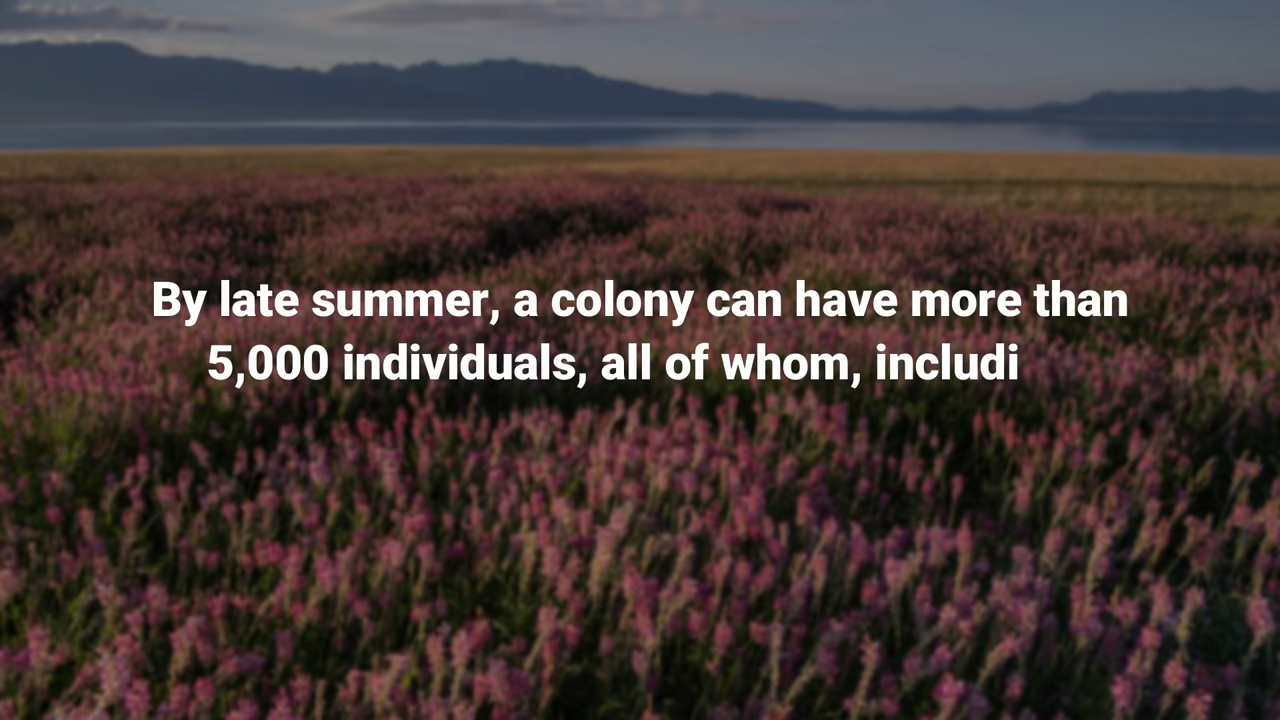 By late summer, a colony can have more than
5,000 individuals, all of whom, includi